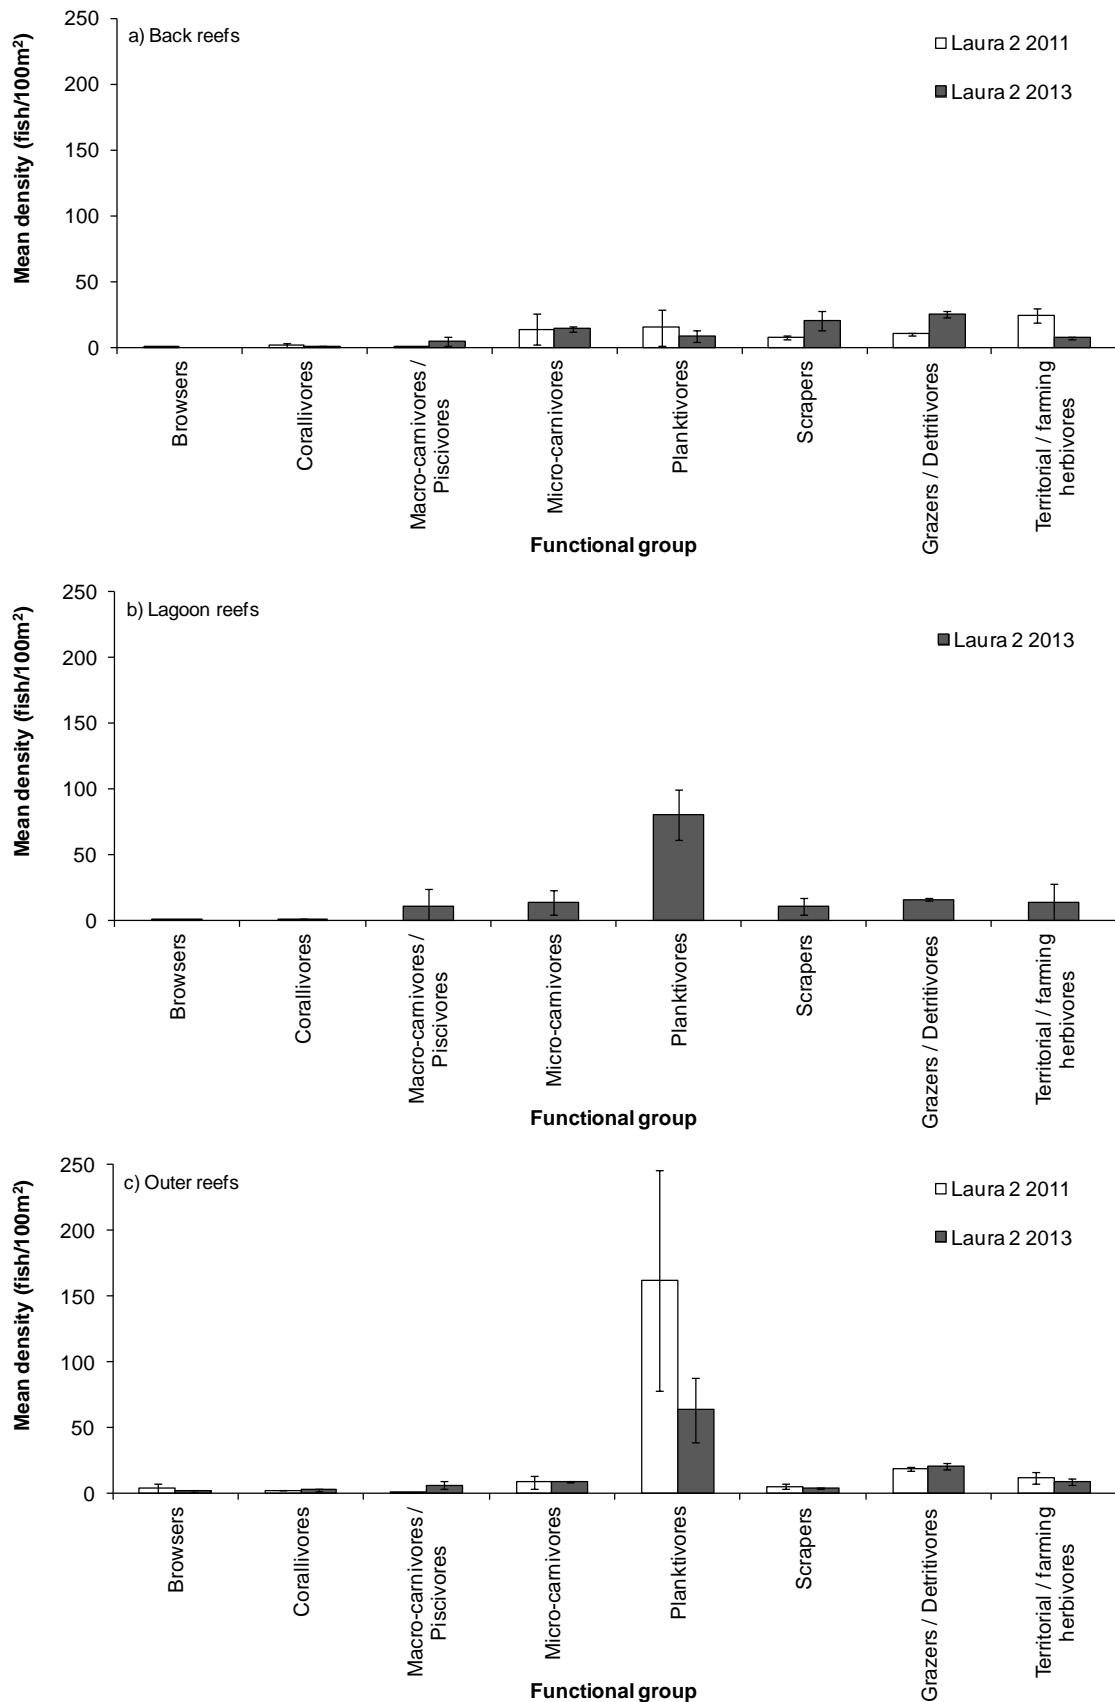 a) Back reefs
Laura 2 2011
Laura 2 2013
Mean density (fish/100m²)
250
200
150
100
50
0
Browsers
Corallivores
Macro-carnivores /
Piscivores
Micro-carnivores
Planktivores
Scrapers
Grazers / Detritivores
Territorial / farming
herbivores
Functional group
b) Lagoon reefs
Laura 2 2013
Mean density (fish/100m²)
250
200
150
100
50
0
Browsers
Corallivores
Macro-carnivores /
Piscivores
Micro-carnivores
Planktivores
Scrapers
Grazers / Detritivores
Territorial / farming
herbivores
Functional group
c) Outer reefs
Laura 2 2011
Laura 2 2013
Mean density (fish/100m²)
250
200
150
100
50
0
Browsers
Corallivores
Macro-carnivores /
Piscivores
Micro-carnivores
Planktivores
Scrapers
Grazers / Detritivores
Territorial / farming
herbivores
Functional group